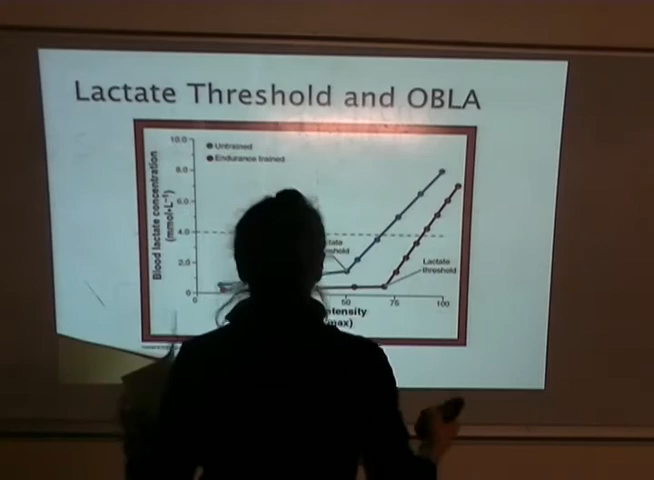 Lactate Threshold and OBLA
Untrained
Endurance trained
Blood lactate concentration
(mmol•L⁻¹)
10.0
8.0
6.0
4.0
2.0
0
Lactate
threshold
0
50
75
100